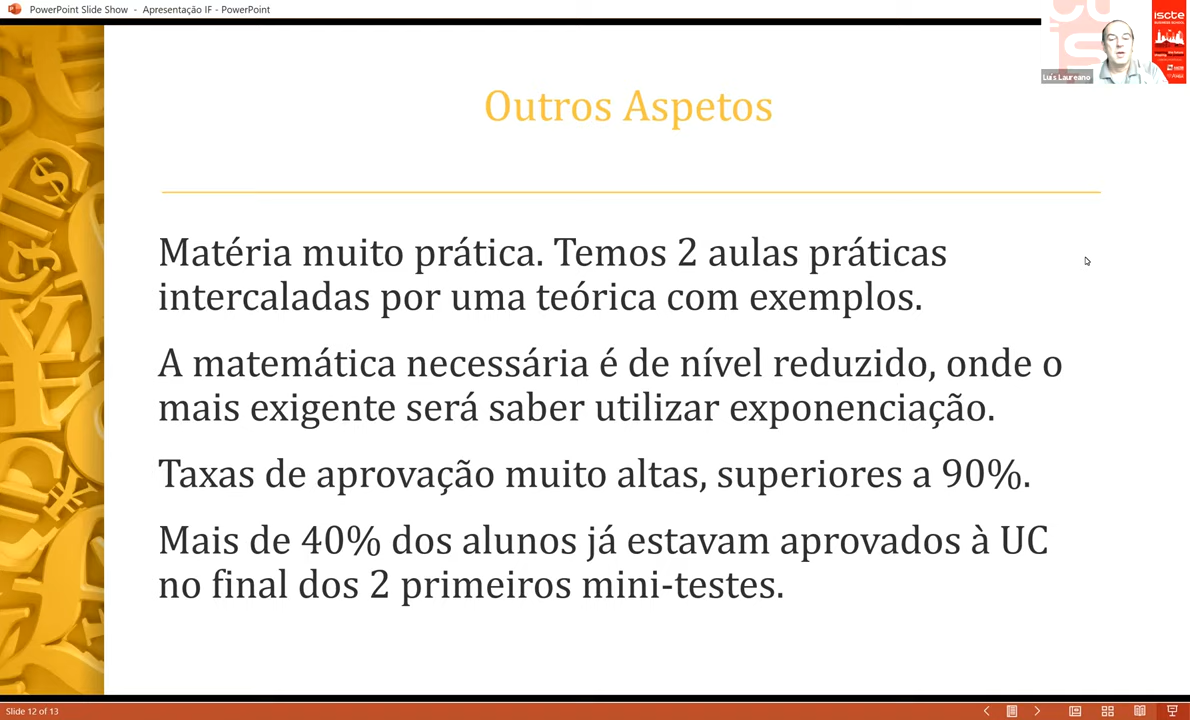 PowerPoint Slide Show - Apresentação IF - PowerPoint
iscte
Luís Laureano
Outros Aspetos
Matéria muito prática. Temos 2 aulas práticas
intercaladas por uma teórica com exemplos.
A matemática necessária é de nível reduzido, onde o
mais exigente será saber utilizar exponenciação.
Taxas de aprovação muito altas, superiores a 90%.
Mais de 40% dos alunos já estavam aprovados à UC
no final dos 2 primeiros mini-testes.
Slide 12 of 13